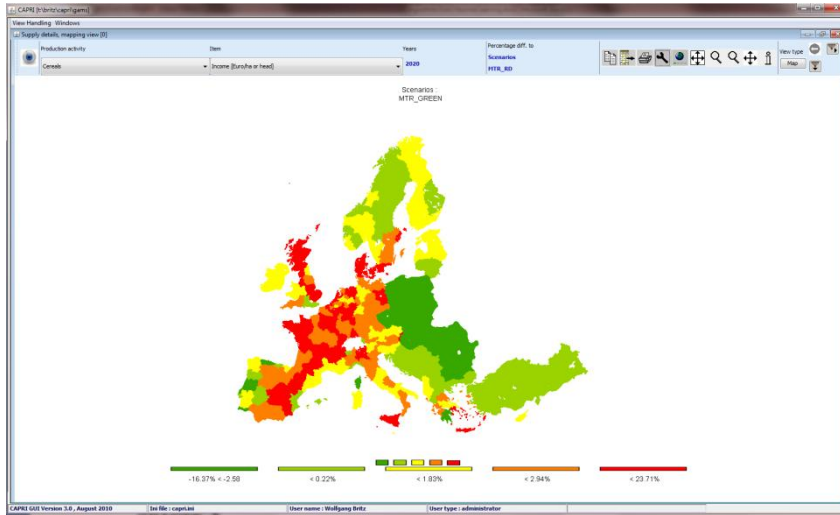 CAPRI [t:\britz\capri\gams]
View Handling Windows
Supply details, mapping view [0]
Production activity
Item
Years
Percentage diff. to
Cereals
Income [Euro/ha or head]
2020
Scenarios
MTR_RD
View type
Map
Scenarios :
MTR_GREEN
-16.37% < -2.58
< 0.22%
< 1.83%
< 2.94%
< 23.71%
CAPRI GUI Version 3.0 , August 2010
Ini file : capri.ini
User name : Wolfgang Britz
User type : administrator